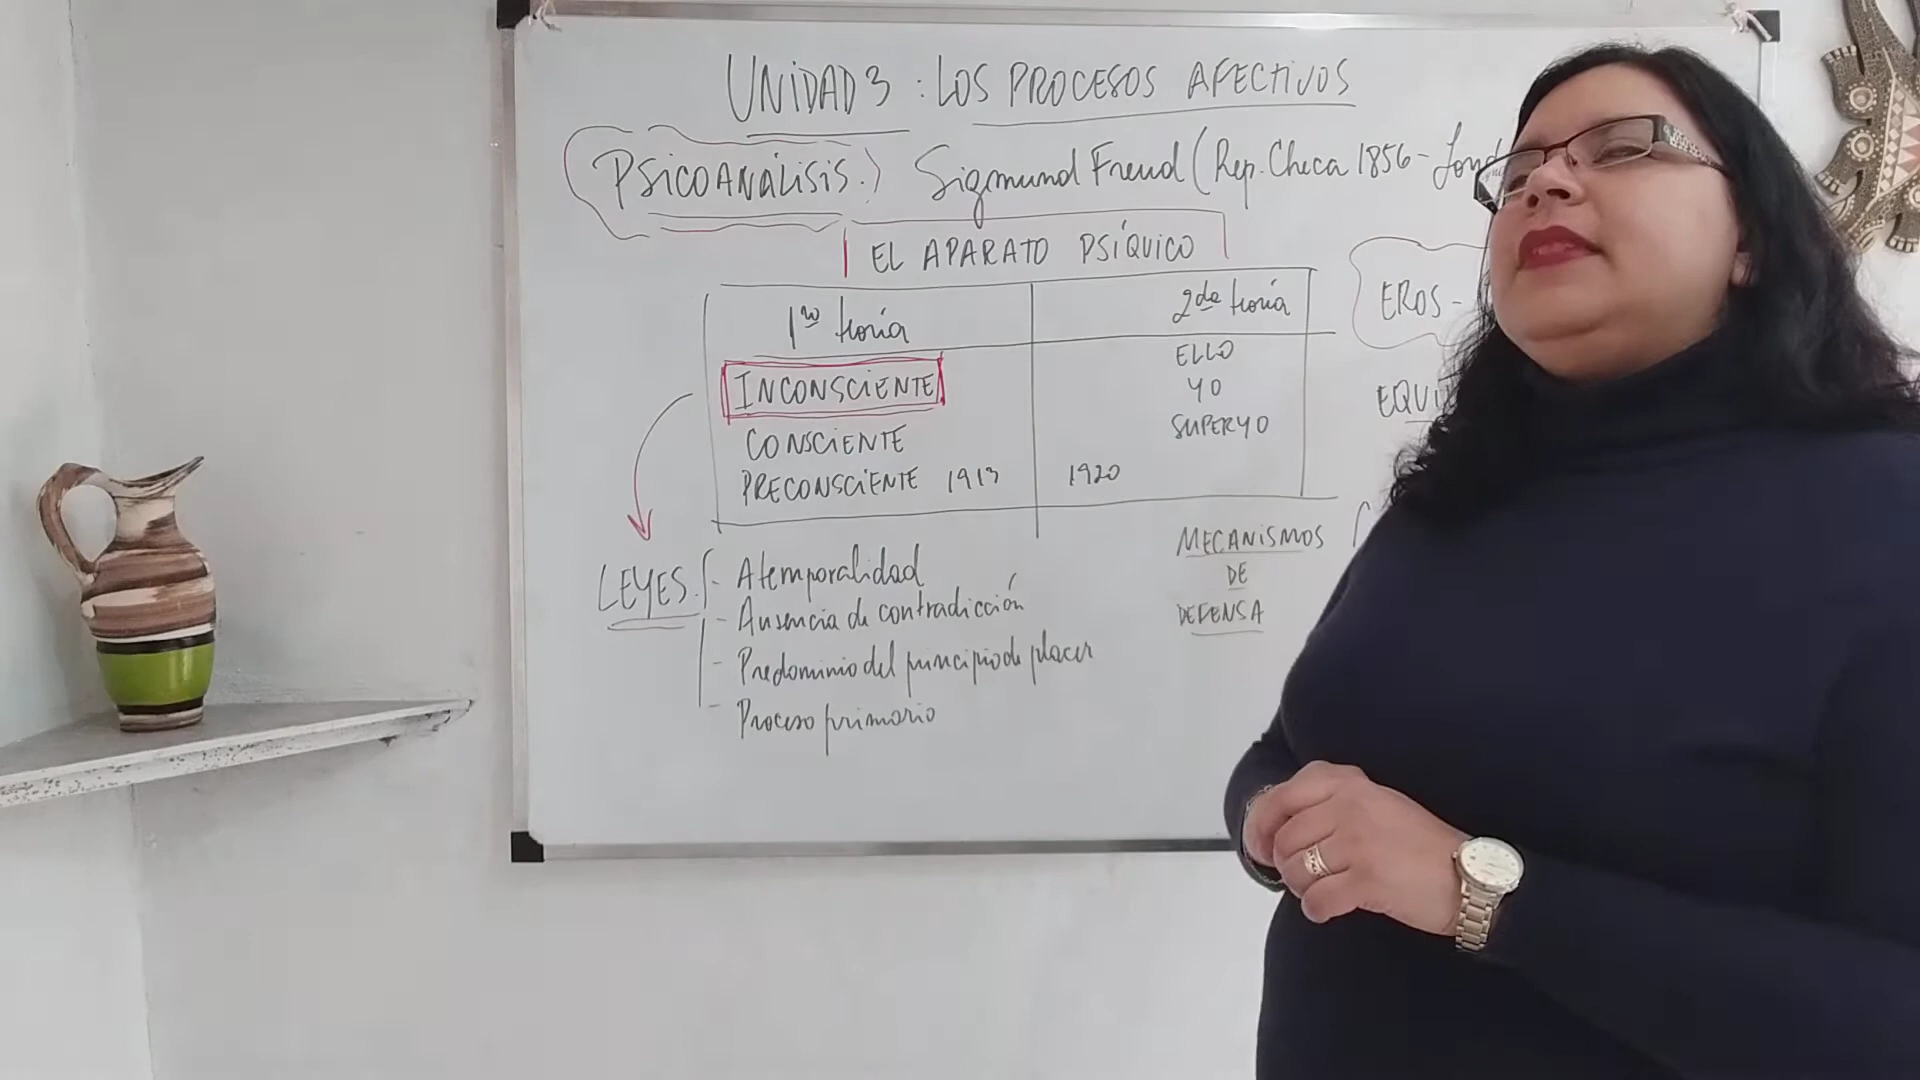 UNIDAD 3 : LOS PROCESOS AFECTIVOS
PSICOANÁLISIS. Sigmund Freud (Rep. Checa 1856 -
EL APARATO PSÍQUICO
1ra teoría
INCONSCIENTE
CONSCIENTE
PRECONSCIENTE 1913
2da teoría
ELLO
YO
SUPERYO
1920
EROS -
LEYES.
- Atemporalidad
- Ausencia de contradicción
- Predominio del principio de placer
- Proceso primario
MECANISMOS
DE
DEFENSA